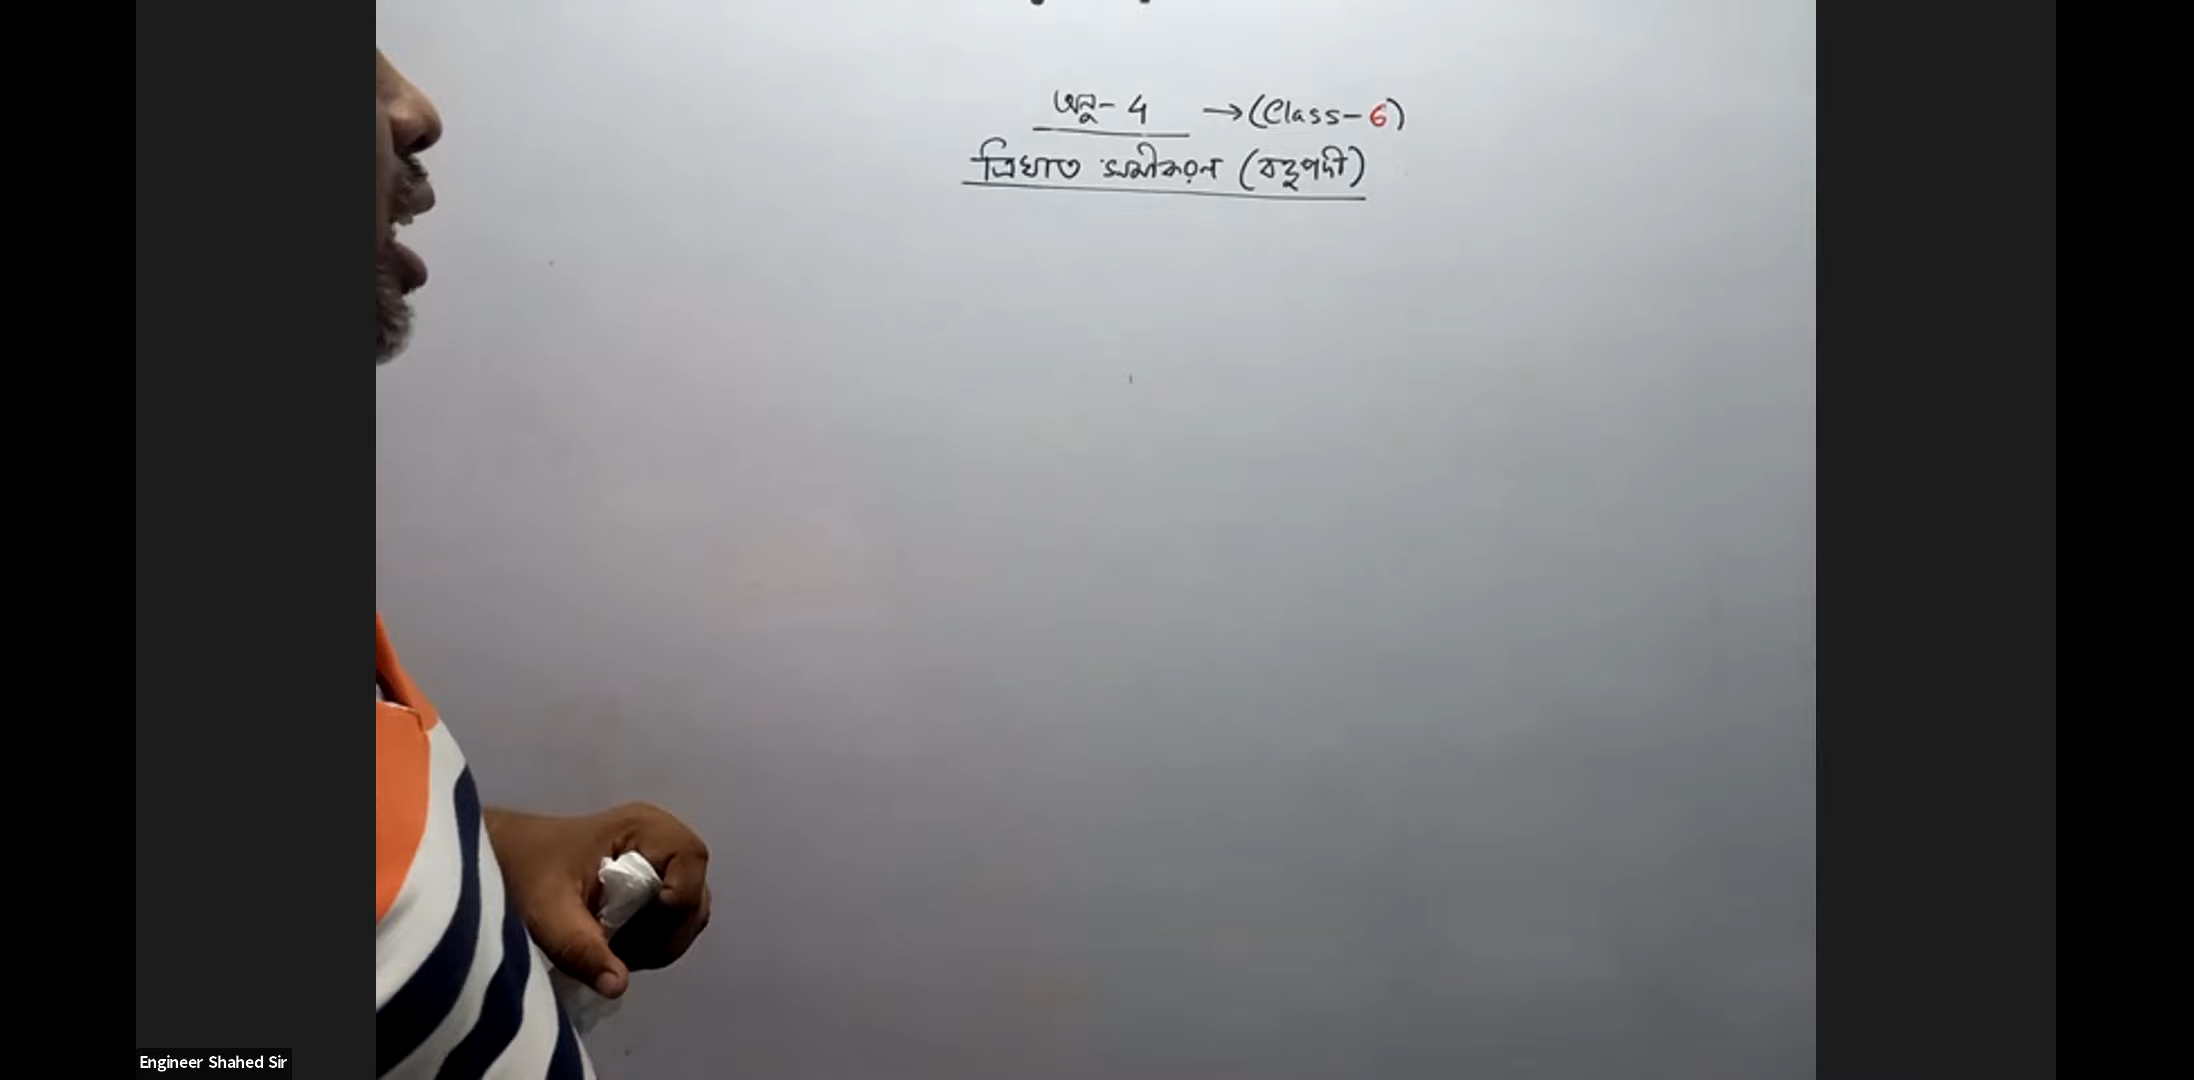 অনু- 4 → (Class-6)
ত্রিঘাত সমীকরণ (বহুপদী)
Engineer Shahed Sir